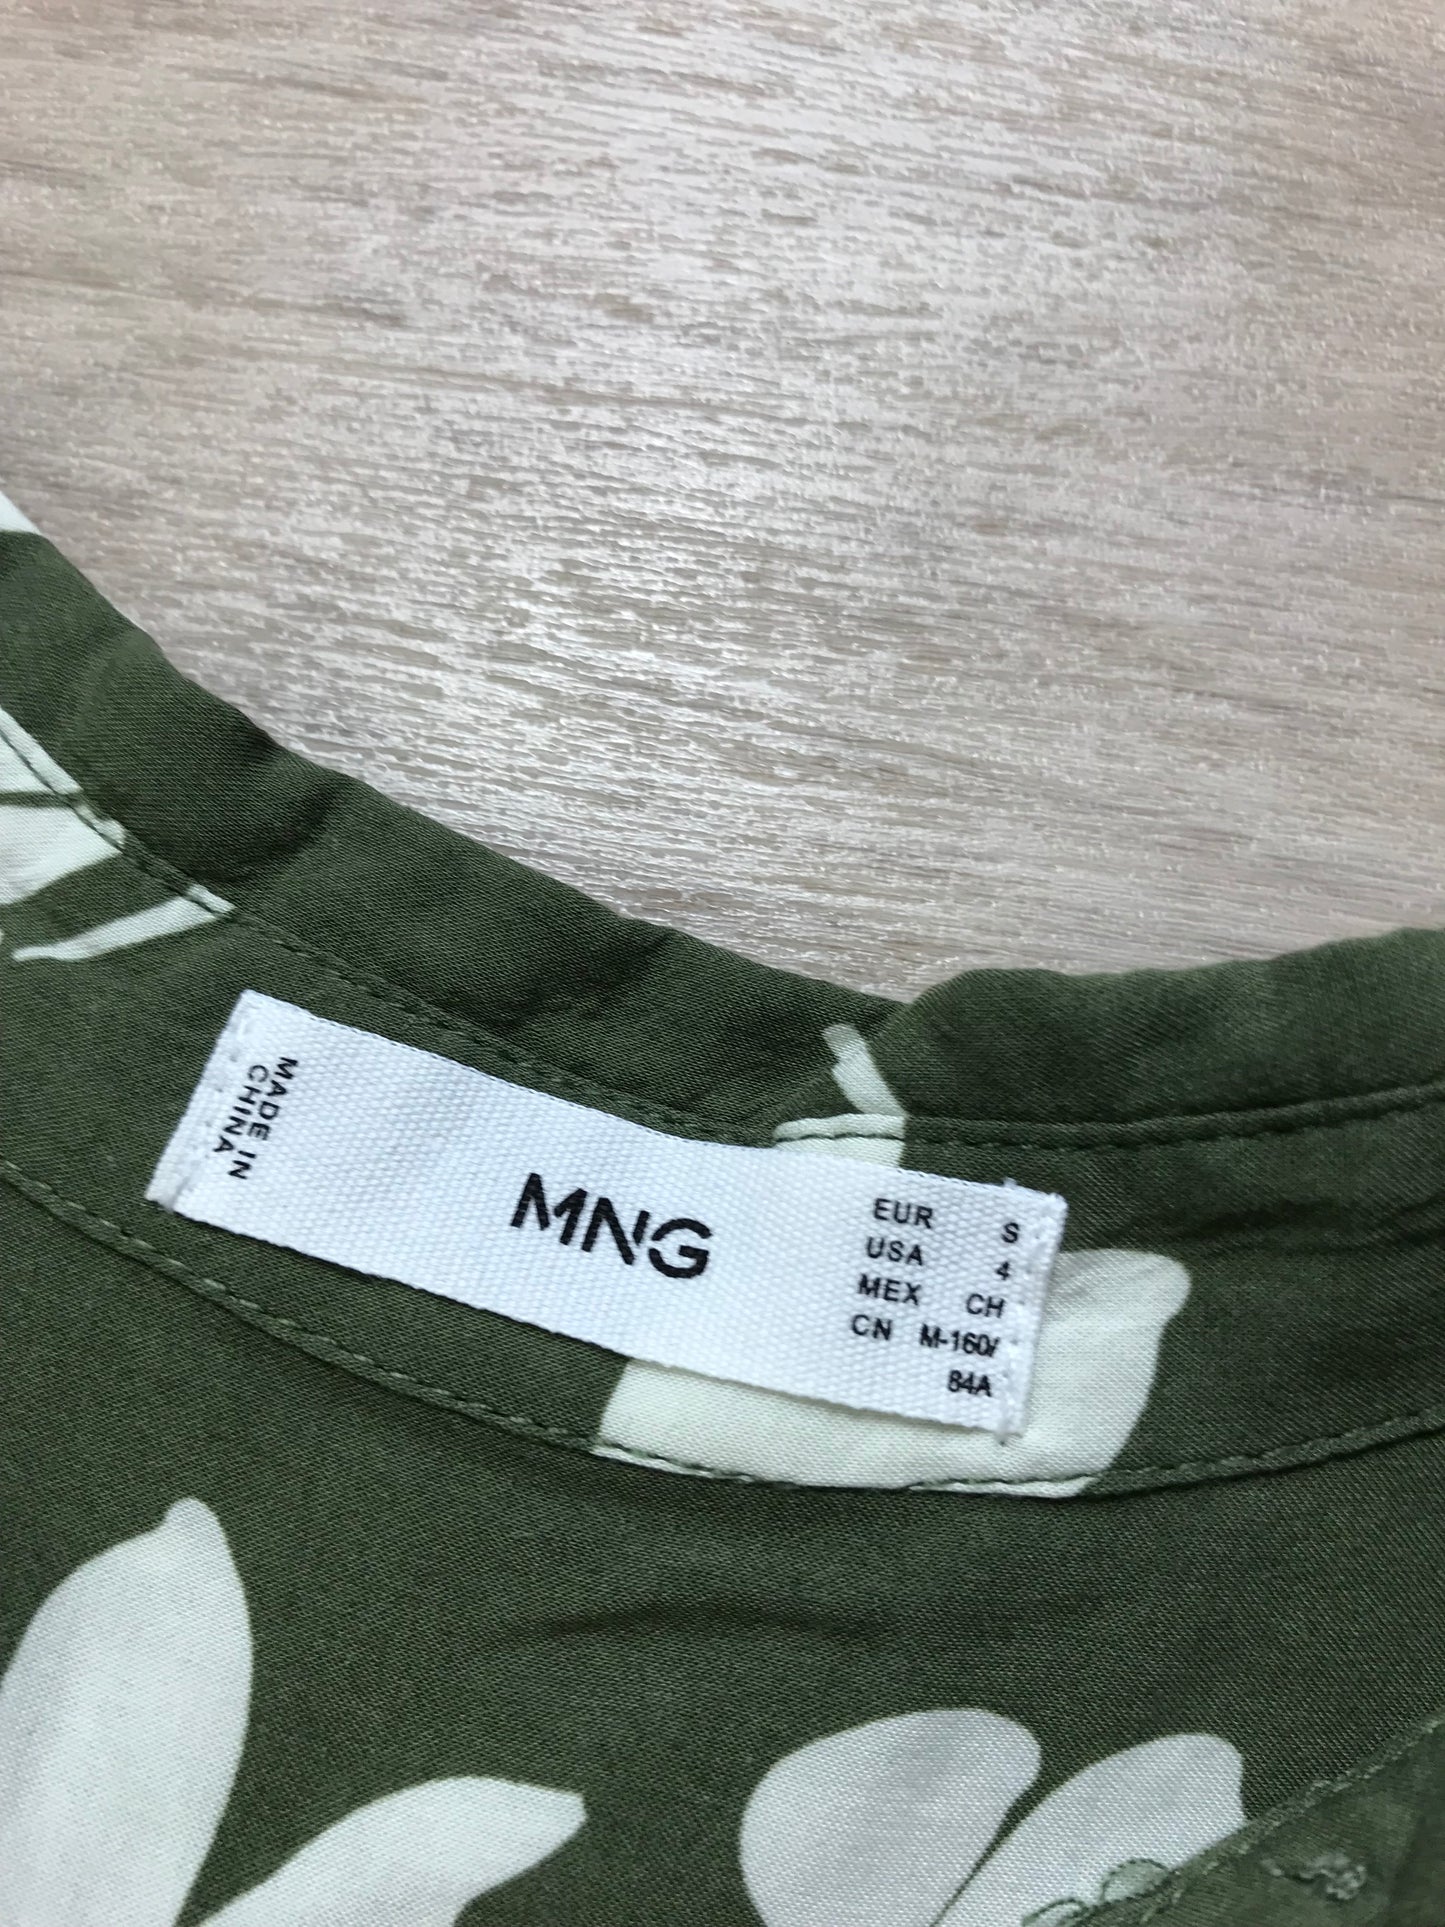 MADE IN
CHINA
MNG
EUR S
USA 4
MEX CH
CN M-160/
84A